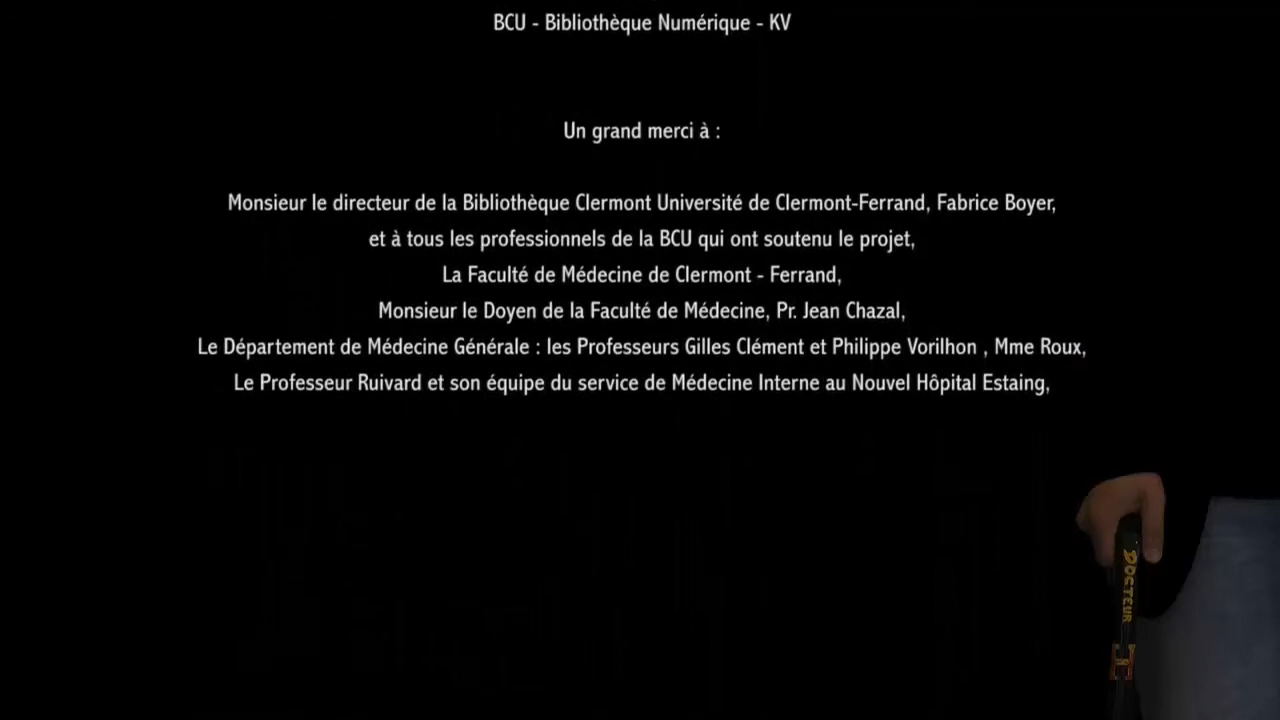 BCU - Bibliothèque Numérique - KV
Un grand merci à :
Monsieur le directeur de la Bibliothèque Clermont Université de Clermont-Ferrand, Fabrice Boyer,
et à tous les professionnels de la BCU qui ont soutenu le projet,
La Faculté de Médecine de Clermont - Ferrand,
Monsieur le Doyen de la Faculté de Médecine, Pr. Jean Chazal,
Le Département de Médecine Générale : les Professeurs Gilles Clément et Philippe Vorilhon , Mme Roux,
Le Professeur Ruivard et son équipe du service de Médecine Interne au Nouvel Hôpital Estaing,
DOCTEUR
H